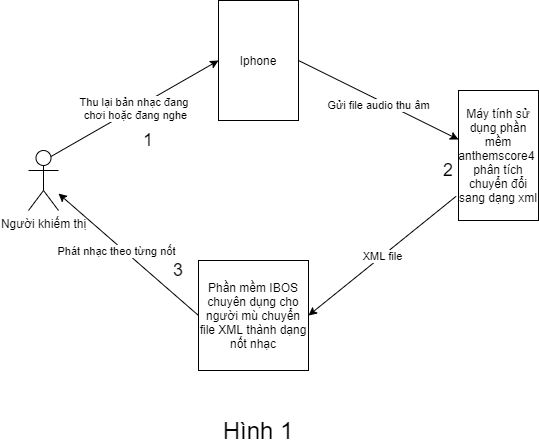 Iphone
Thu lại bản nhạc đang
chơi hoặc đang nghe
1
Gửi file audio thu âm
Máy tính sử
dụng phần
mềm
anthemscore4
phân tích
chuyển đổi
sang dạng xml
2
Người khiếm thị
Phát nhạc theo từng nốt
3
XML file
Phần mềm IBOS
chuyên dụng cho
người mù chuyển
file XML thành dạng
nốt nhạc
Hình 1